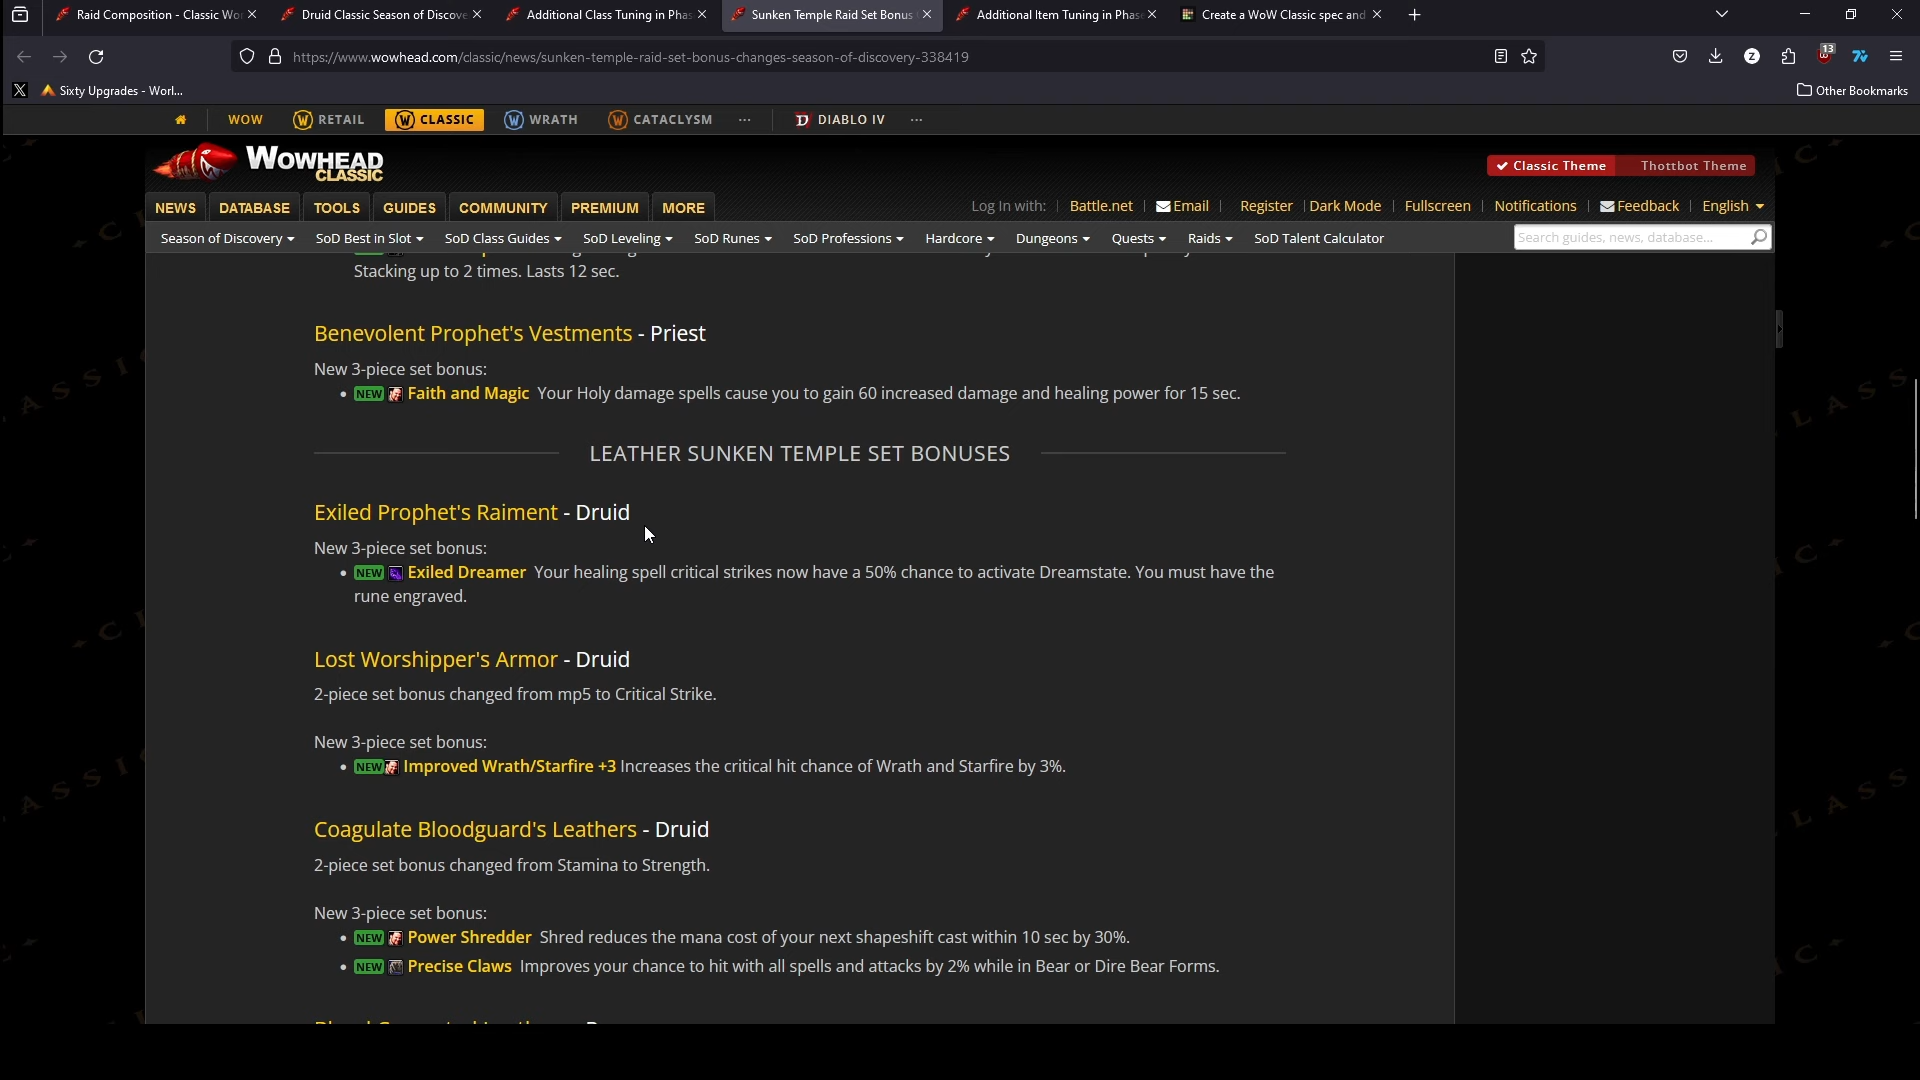 Raid Composition - Classic Wo
Druid Classic Season of Discove
Additional Class Tuning in Phas
Sunken Temple Raid Set Bonus
Additional Item Tuning in Phase
Create a WoW Classic spec and
https://www.wowhead.com/classic/news/sunken-temple-raid-set-bonus-changes-season-of-discovery-338419
Z
13
Sixty Upgrades - Worl...
Other Bookmarks
WOW
RETAIL
CLASSIC
WRATH
CATACLYSM
...
DIABLO IV
...
WOWHEAD
CLASSIC
Classic Theme
Thottbot Theme
NEWS
DATABASE
TOOLS
GUIDES
COMMUNITY
PREMIUM
MORE
Log In with:
Battle.net
Email
Register
Dark Mode
Fullscreen
Notifications
Feedback
English
Season of Discovery
SoD Best in Slot
SoD Class Guides
SoD Leveling
SoD Runes
SoD Professions
Hardcore
Dungeons
Quests
Raids
SoD Talent Calculator
Search guides, news, database...
Stacking up to 2 times. Lasts 12 sec.
Benevolent Prophet's Vestments - Priest
New 3-piece set bonus:
• NEW Faith and Magic Your Holy damage spells cause you to gain 60 increased damage and healing power for 15 sec.
LEATHER SUNKEN TEMPLE SET BONUSES
Exiled Prophet's Raiment - Druid
New 3-piece set bonus:
• NEW Exiled Dreamer Your healing spell critical strikes now have a 50% chance to activate Dreamstate. You must have the
rune engraved.
Lost Worshipper's Armor - Druid
2-piece set bonus changed from mp5 to Critical Strike.
New 3-piece set bonus:
• NEW Improved Wrath/Starfire +3 Increases the critical hit chance of Wrath and Starfire by 3%.
Coagulate Bloodguard's Leathers - Druid
2-piece set bonus changed from Stamina to Strength.
New 3-piece set bonus:
• NEW Power Shredder Shred reduces the mana cost of your next shapeshift cast within 10 sec by 30%.
• NEW Precise Claws Improves your chance to hit with all spells and attacks by 2% while in Bear or Dire Bear Forms.